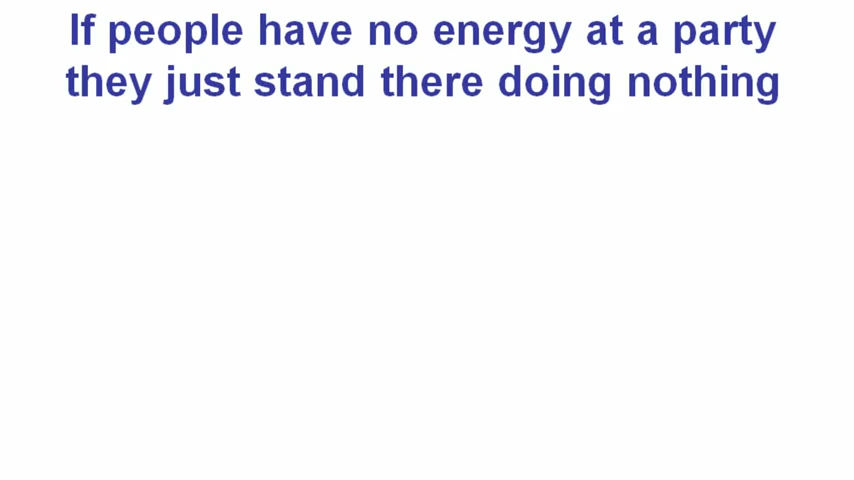 If people have no energy at a party
they just stand there doing nothing